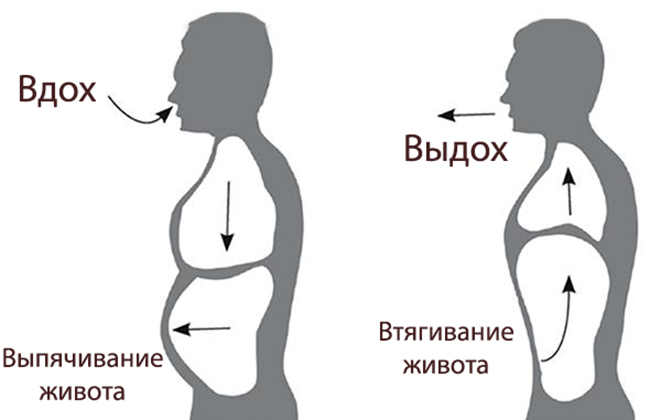 Вдох
Выпячивание
живота
Выдох
Втягивание
живота